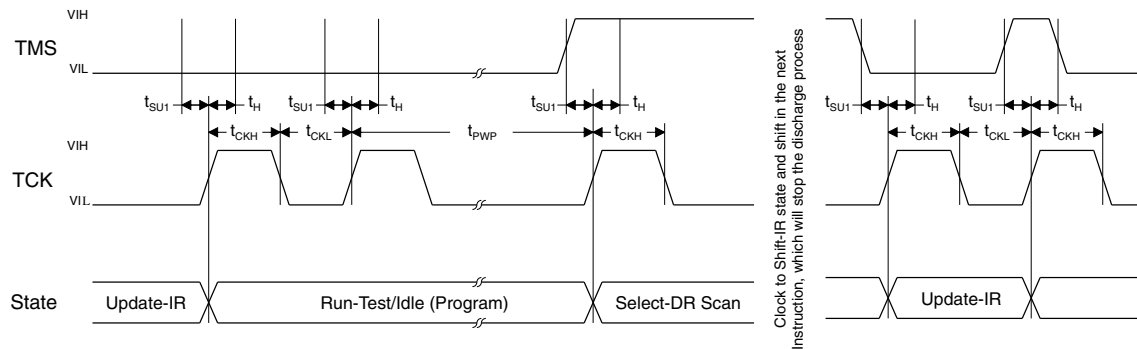 VIH
TMS
VIL
tSU1
tH
tSU1
tH
tSU1
tH
tSU1
tH
tSU1
tH
tCKH
tCKL
tPWP
tCKH
tCKH
tCKL
tCKH
VIH
TCK
VIL
State
Update-IR
Run-Test/Idle (Program)
Select-DR Scan
Clock to Shift-IR state and shift in the next
Instruction, which will stop the discharge process
Update-IR